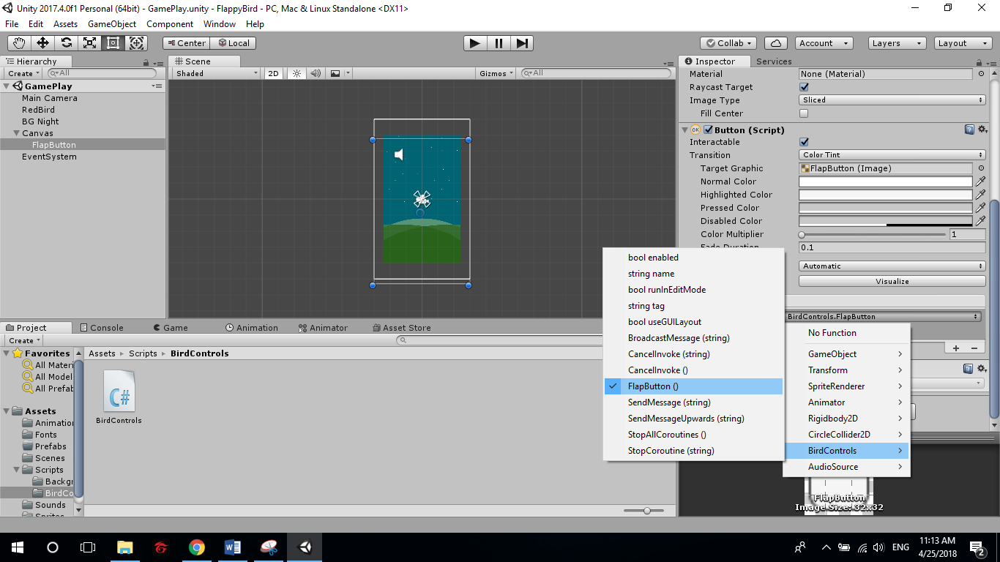 Unity 2017.4.0f1 Personal (64bit) - GamePlay.unity - FlappyBird - PC, Mac & Linux Standalone <DX11>
File Edit Assets GameObject Component Window Help
Center Local Collab Account Layers Layout
Hierarchy
Create All
GamePlay
Main Camera
RedBird
BG Night
Canvas
FlapButton
EventSystem
Scene
Shaded 2D Gizmos All
Inspector Services
Material None (Material)
Raycast Target
Image Type Sliced
Fill Center
Button (Script)
Interactable
Transition Color Tint
Target Graphic FlapButton (Image)
Normal Color
Highlighted Color
Pressed Color
Disabled Color
Color Multiplier 1
Fade Duration 0.1
Automatic
Visualize
BirdControls.FlapButton
bool enabled
string name
bool runInEditMode
string tag
bool useGUILayout
BroadcastMessage (string)
CancelInvoke (string)
CancelInvoke ()
FlapButton ()
SendMessage (string)
SendMessageUpwards (string)
StopAllCoroutines ()
StopCoroutine (string)
No Function
GameObject
Transform
SpriteRenderer
Animator
Rigidbody2D
CircleCollider2D
BirdControls
AudioSource
FlapButton
Image Size: 32x32
Project Console Game Animation Animator Asset Store
Create
Favorites
All Materi
All Model
All Prefab
Assets
Animation
Fonts
Prefabs
Scenes
Scripts
Backgr
BirdCo
Sounds
Sprites
Assets Scripts BirdControls
C#
BirdControls
ENG
11:13 AM
4/25/2018
2